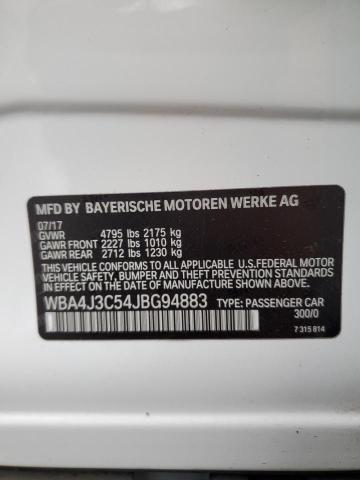 MFD BY BAYERISCHE MOTOREN WERKE AG
07/17
GVWR 4795 lbs 2175 kg
GAWR FRONT 2227 lbs 1010 kg
GAWR REAR 2712 lbs 1230 kg
THIS VEHICLE CONFORMS TO ALL APPLICABLE U.S.FEDERAL MOTOR
VEHICLE SAFETY, BUMPER AND THEFT PREVENTION STANDARDS IN
EFFECT ON THE DATE OF MANUFACTURE SHOWN ABOVE.
WBA4J3C54JBG94883 TYPE: PASSENGER CAR
300/0
7 315 814